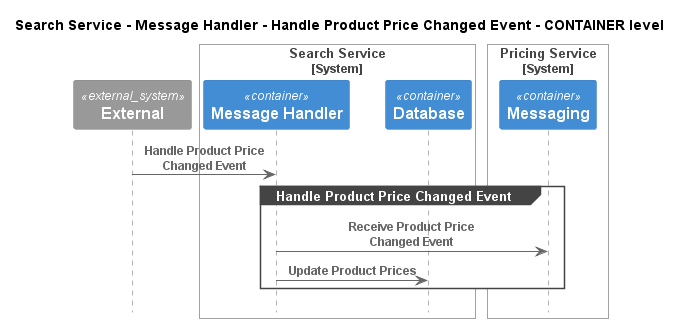 Search Service - Message Handler - Handle Product Price Changed Event - CONTAINER level
Search Service
[System]
Pricing Service
[System]
«external_system»
External
«container»
Message Handler
«container»
Database
«container»
Messaging
Handle Product Price
Changed Event
Handle Product Price Changed Event
Receive Product Price
Changed Event
Update Product Prices